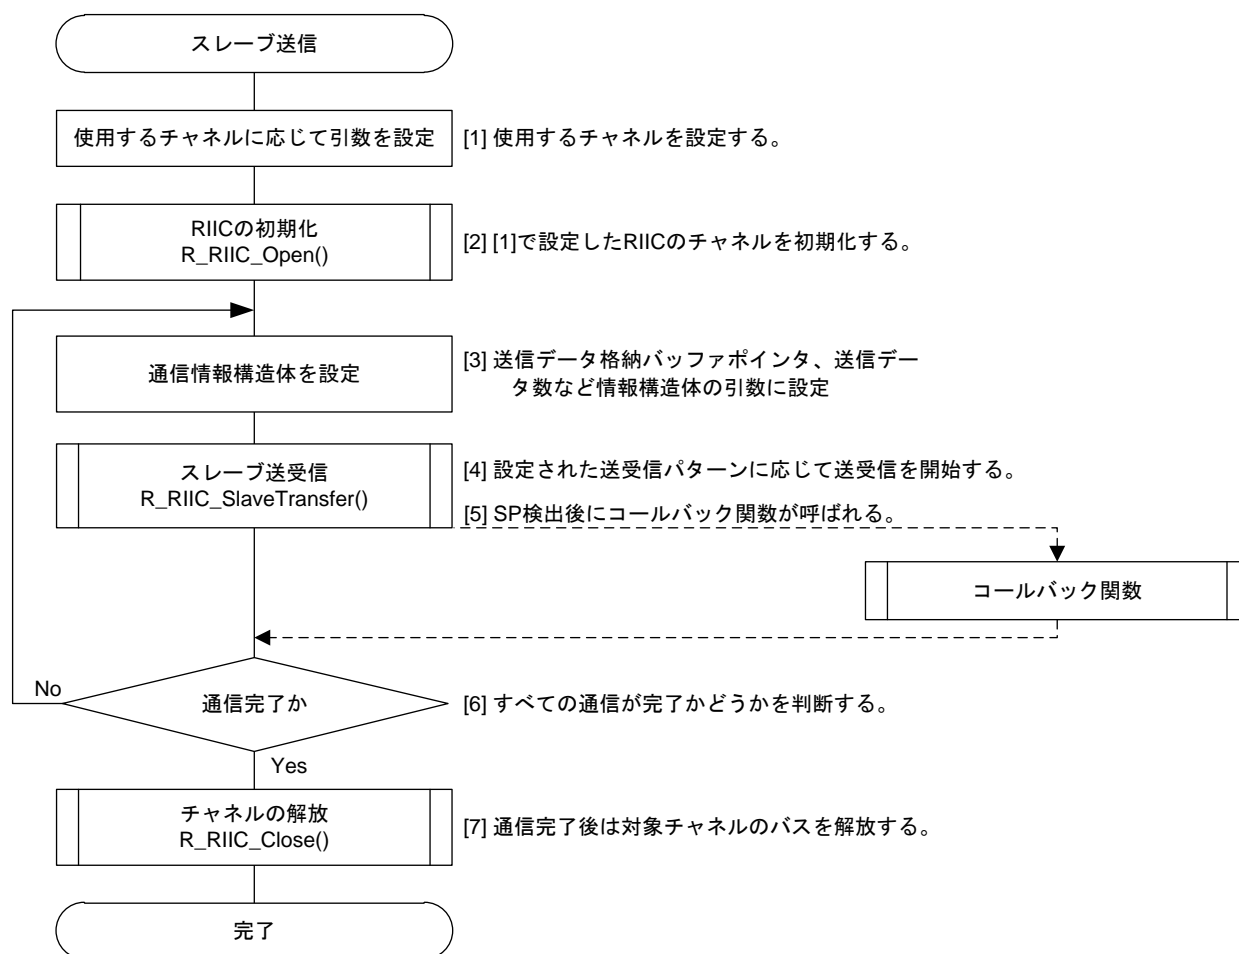 スレーブ送信
使用するチャネルに応じて引数を設定
[1] 使用するチャネルを設定する。
RIICの初期化
R_RIIC_Open()
[2] [1]で設定したRIICのチャネルを初期化する。
通信情報構造体を設定
[3] 送信データ格納バッファポインタ、送信デー
タ数など情報構造体の引数に設定
スレーブ送受信
R_RIIC_SlaveTransfer()
[4] 設定された送受信パターンに応じて送受信を開始する。
[5] SP検出後にコールバック関数が呼ばれる。
コールバック関数
No
通信完了か
[6] すべての通信が完了かどうかを判断する。
Yes
チャネルの解放
R_RIIC_Close()
[7] 通信完了後は対象チャネルのバスを解放する。
完了